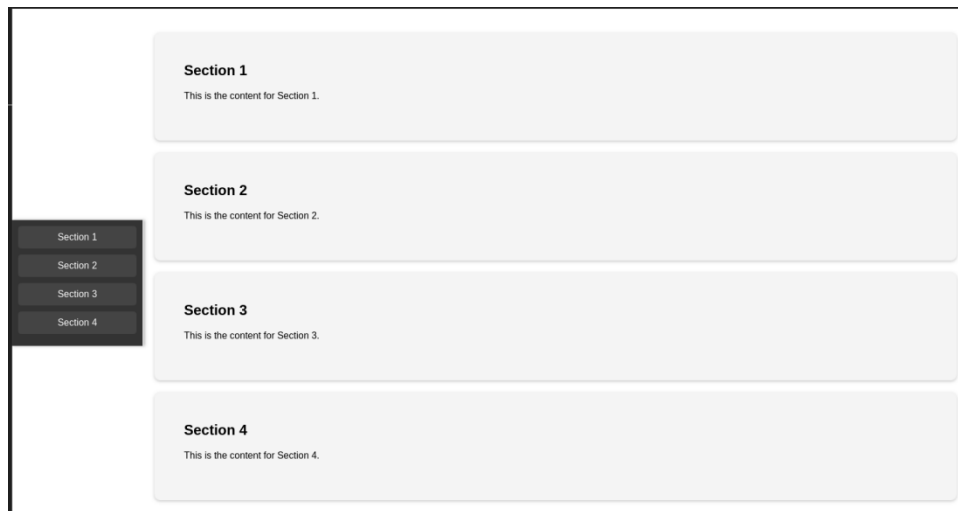 Section 1
This is the content for Section 1.
Section 2
This is the content for Section 2.
Section 3
This is the content for Section 3.
Section 4
This is the content for Section 4.
Section 1
Section 2
Section 3
Section 4